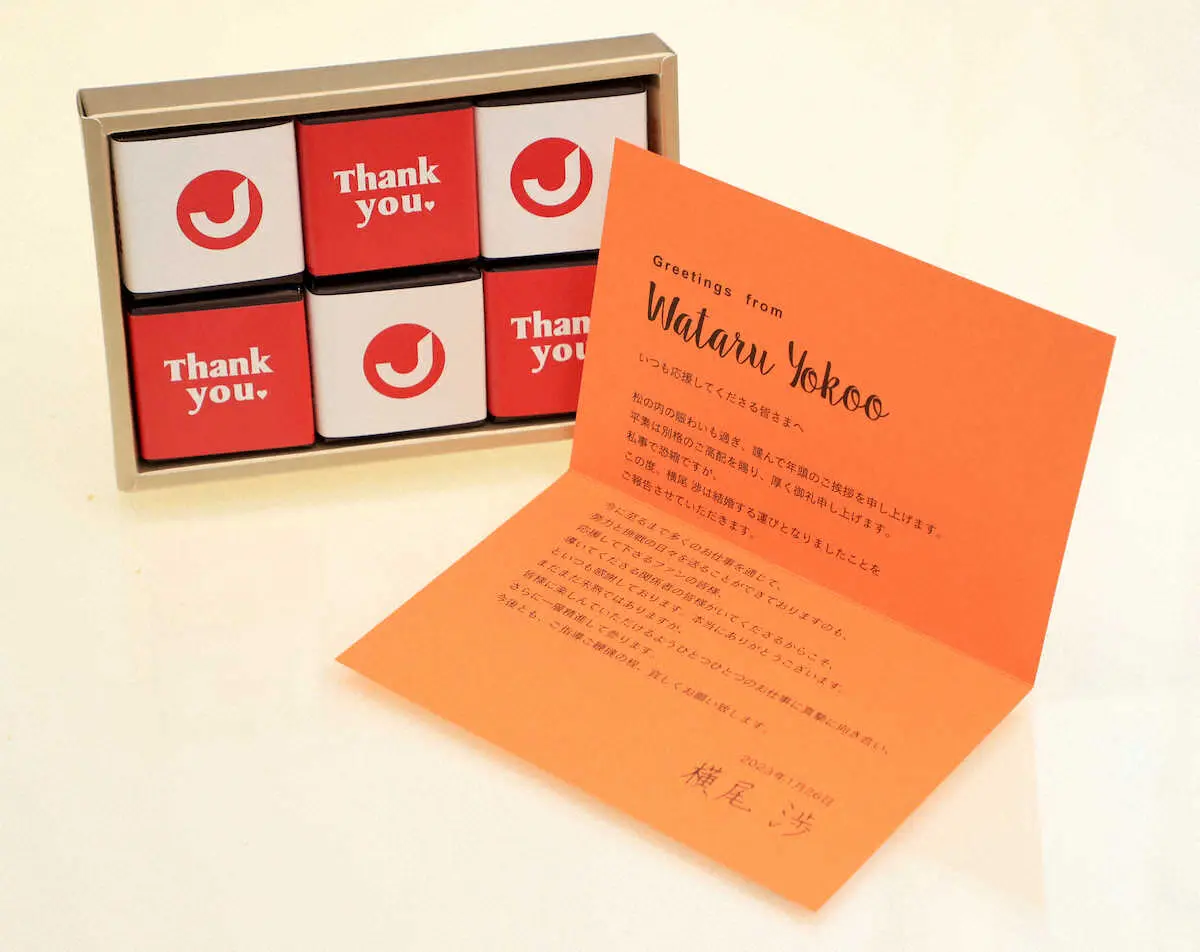 Thank
you
Thank
you
Than
you
Greetings from
Wataru Yokoo
いつも応援してくださる皆さまへ
松の内の賑わいも過ぎ、謹んで年頭のご挨拶を申し上げます。
平素は別格のご高配を賜り、厚く御礼申し上げます。
私事で恐縮ですが、
この度、横尾 渉は結婚する運びとなりましたことを
ご報告させていただきます。
今に至るまで多くのお仕事を通じて、
努力と挑戦の日々を送ることができておりますのも、
応援して下さるファンの皆様、
導いてくださる関係者の皆様がいてくださるからこそ、
といつも感謝しております。本当にありがとうございます。
まだまだ未熟ではありますが、
皆様に楽しんでいただけるようひとつひとつのお仕事に真摯に向き合い、
さらに一層精進して参ります。
今後とも、ご指導ご鞭撻の程、宜しくお願い致します。
2023年1月26日
横尾 渉